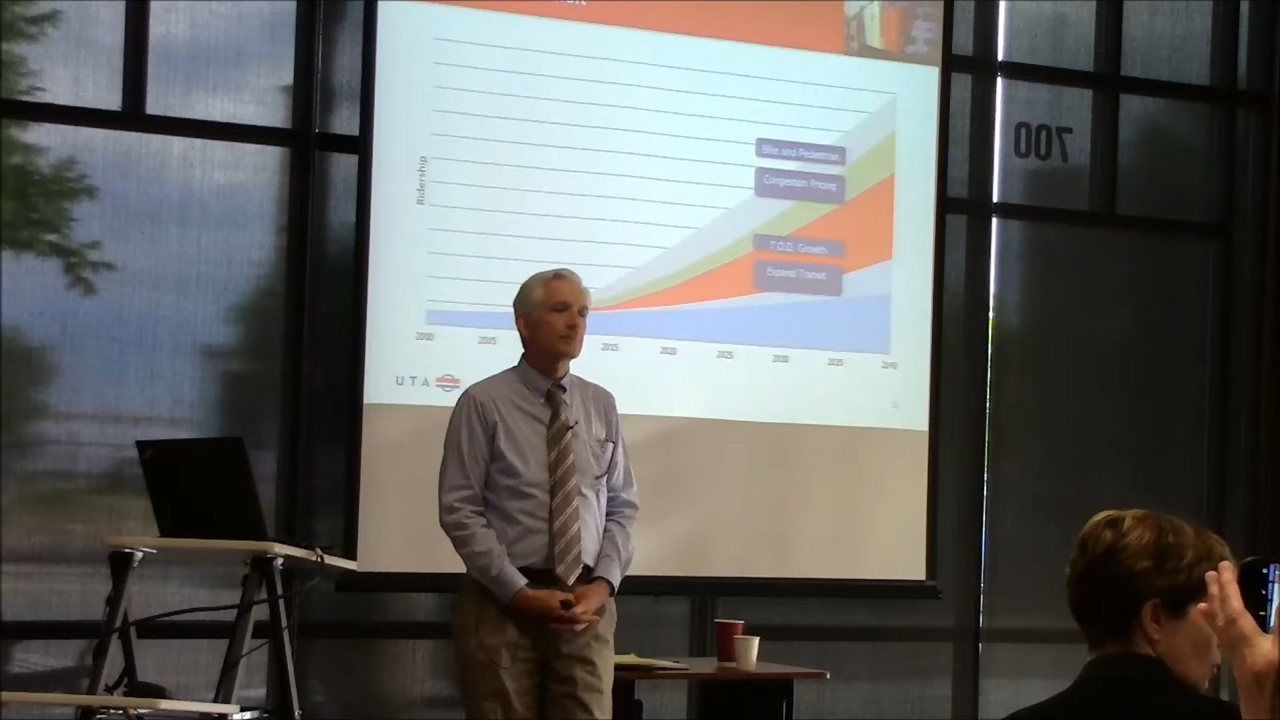 700
Bike and Pedestrian
Congestion Pricing
Ridership
T.O.D. Growth
Expand Transit
2000
2005
2015
2020
2025
2030
2035
2040
UTA